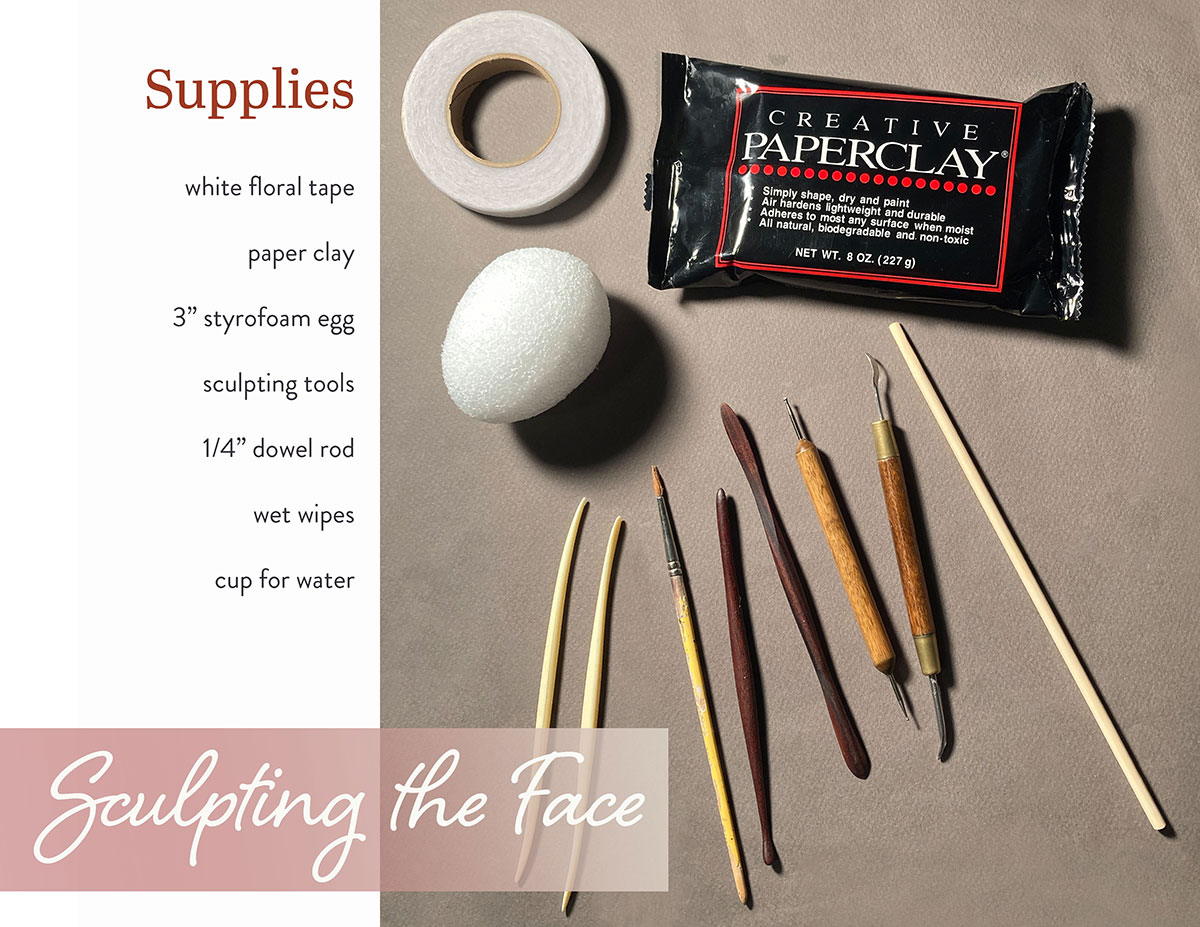 Supplies
white floral tape
paper clay
3” styrofoam egg
sculpting tools
1/4” dowel rod
wet wipes
cup for water
CREATIVE
PAPERCLAY®
Simply shape, dry and paint
Air hardens lightweight and durable
Adheres to most any surface when moist
All natural, biodegradable and non-toxic
NET WT. 8 OZ. (227 g)
Sculpting the Face